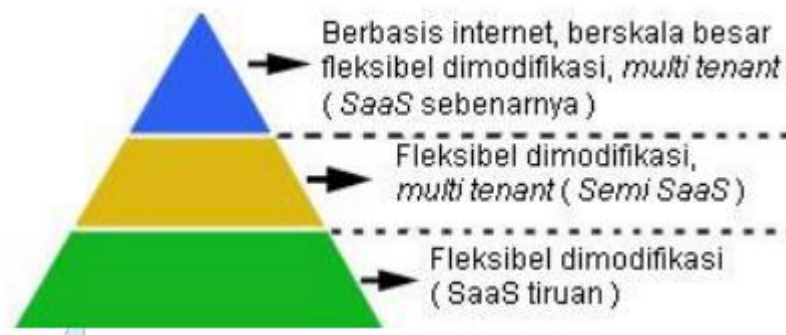 Berbasis internet, berskala besar
fleksibel dimodifikasi, multi tenant
( SaaS sebenarnya )
Fleksibel dimodifikasi,
multi tenant ( Semi SaaS )
Fleksibel dimodifikasi
( SaaS tiruan )